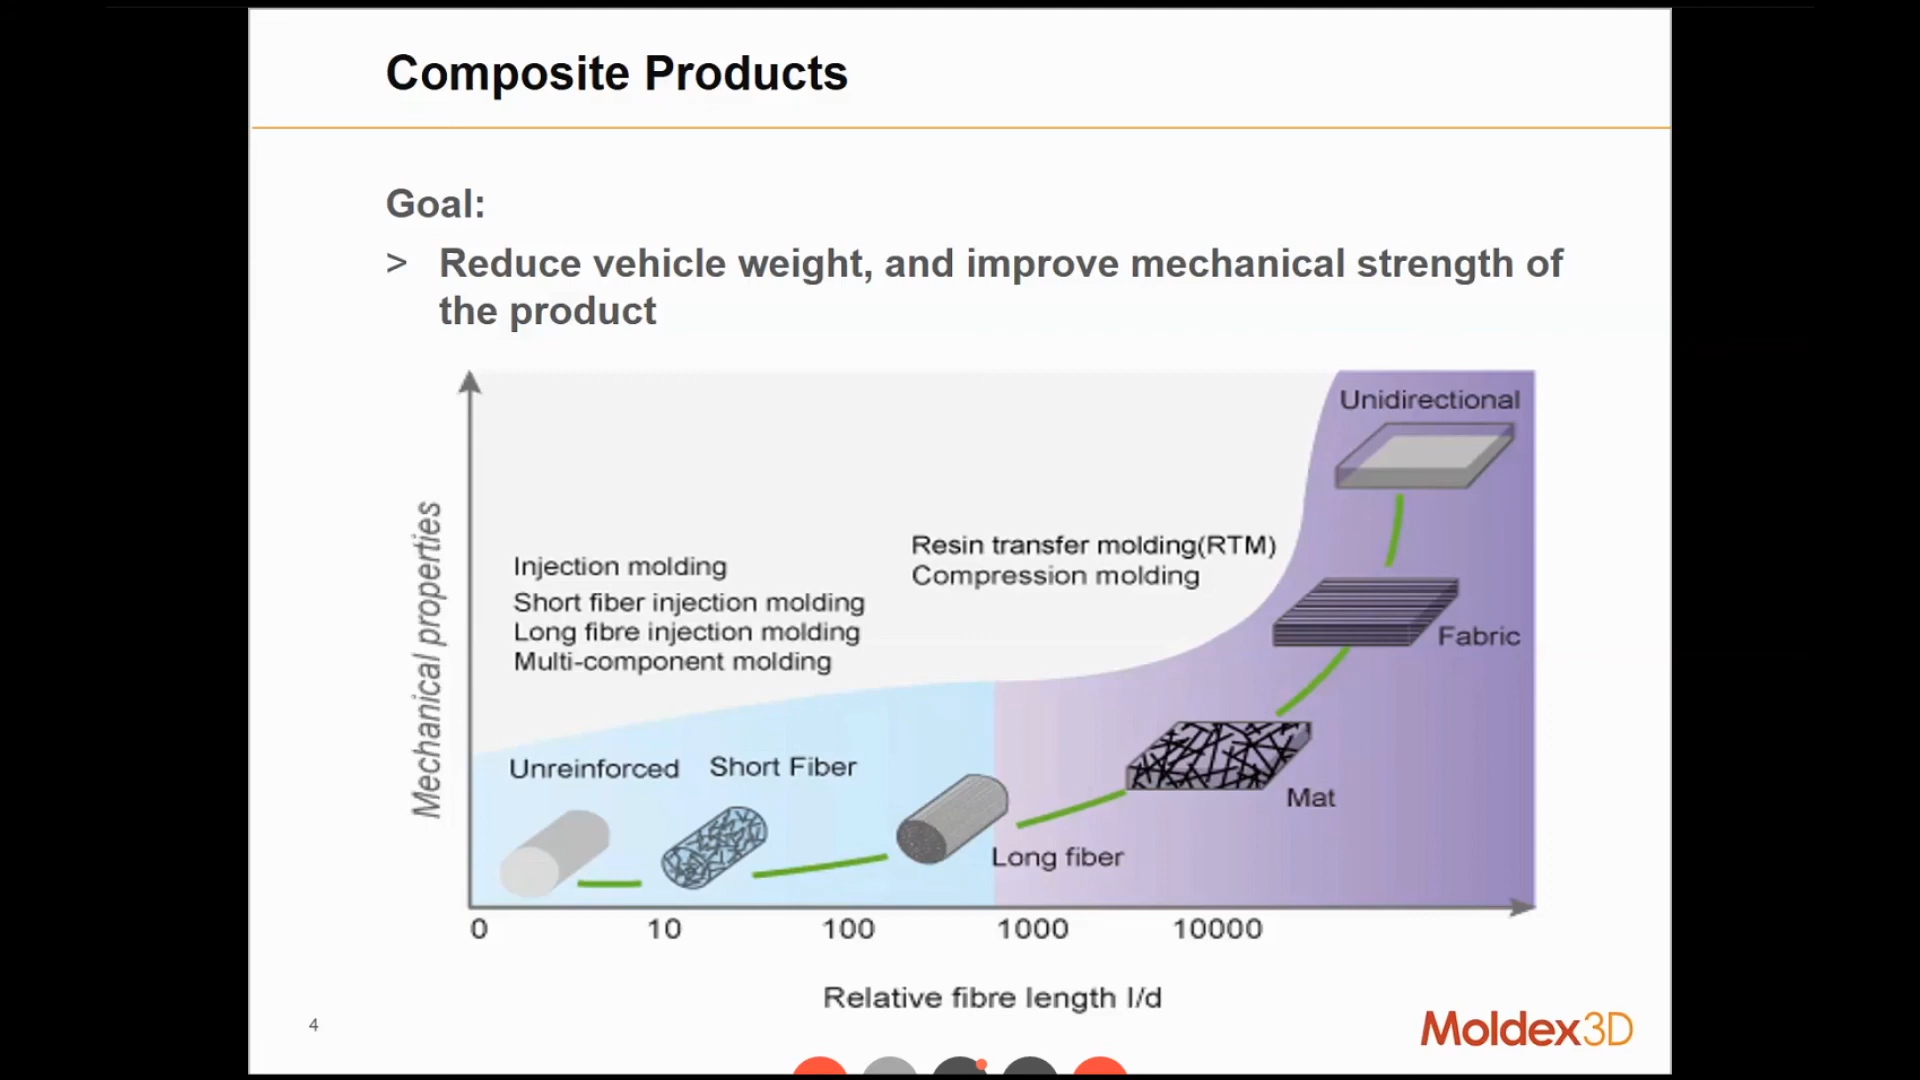 Composite Products
Goal:
> Reduce vehicle weight, and improve mechanical strength of
the product
Mechanical properties
Injection molding
Short fiber injection molding
Long fibre injection molding
Multi-component molding
Resin transfer molding(RTM)
Compression molding
Unidirectional
Fabric
Unreinforced
Short Fiber
Mat
Long fiber
0 10 100 1000 10000
Relative fibre length l/d
4
Moldex3D